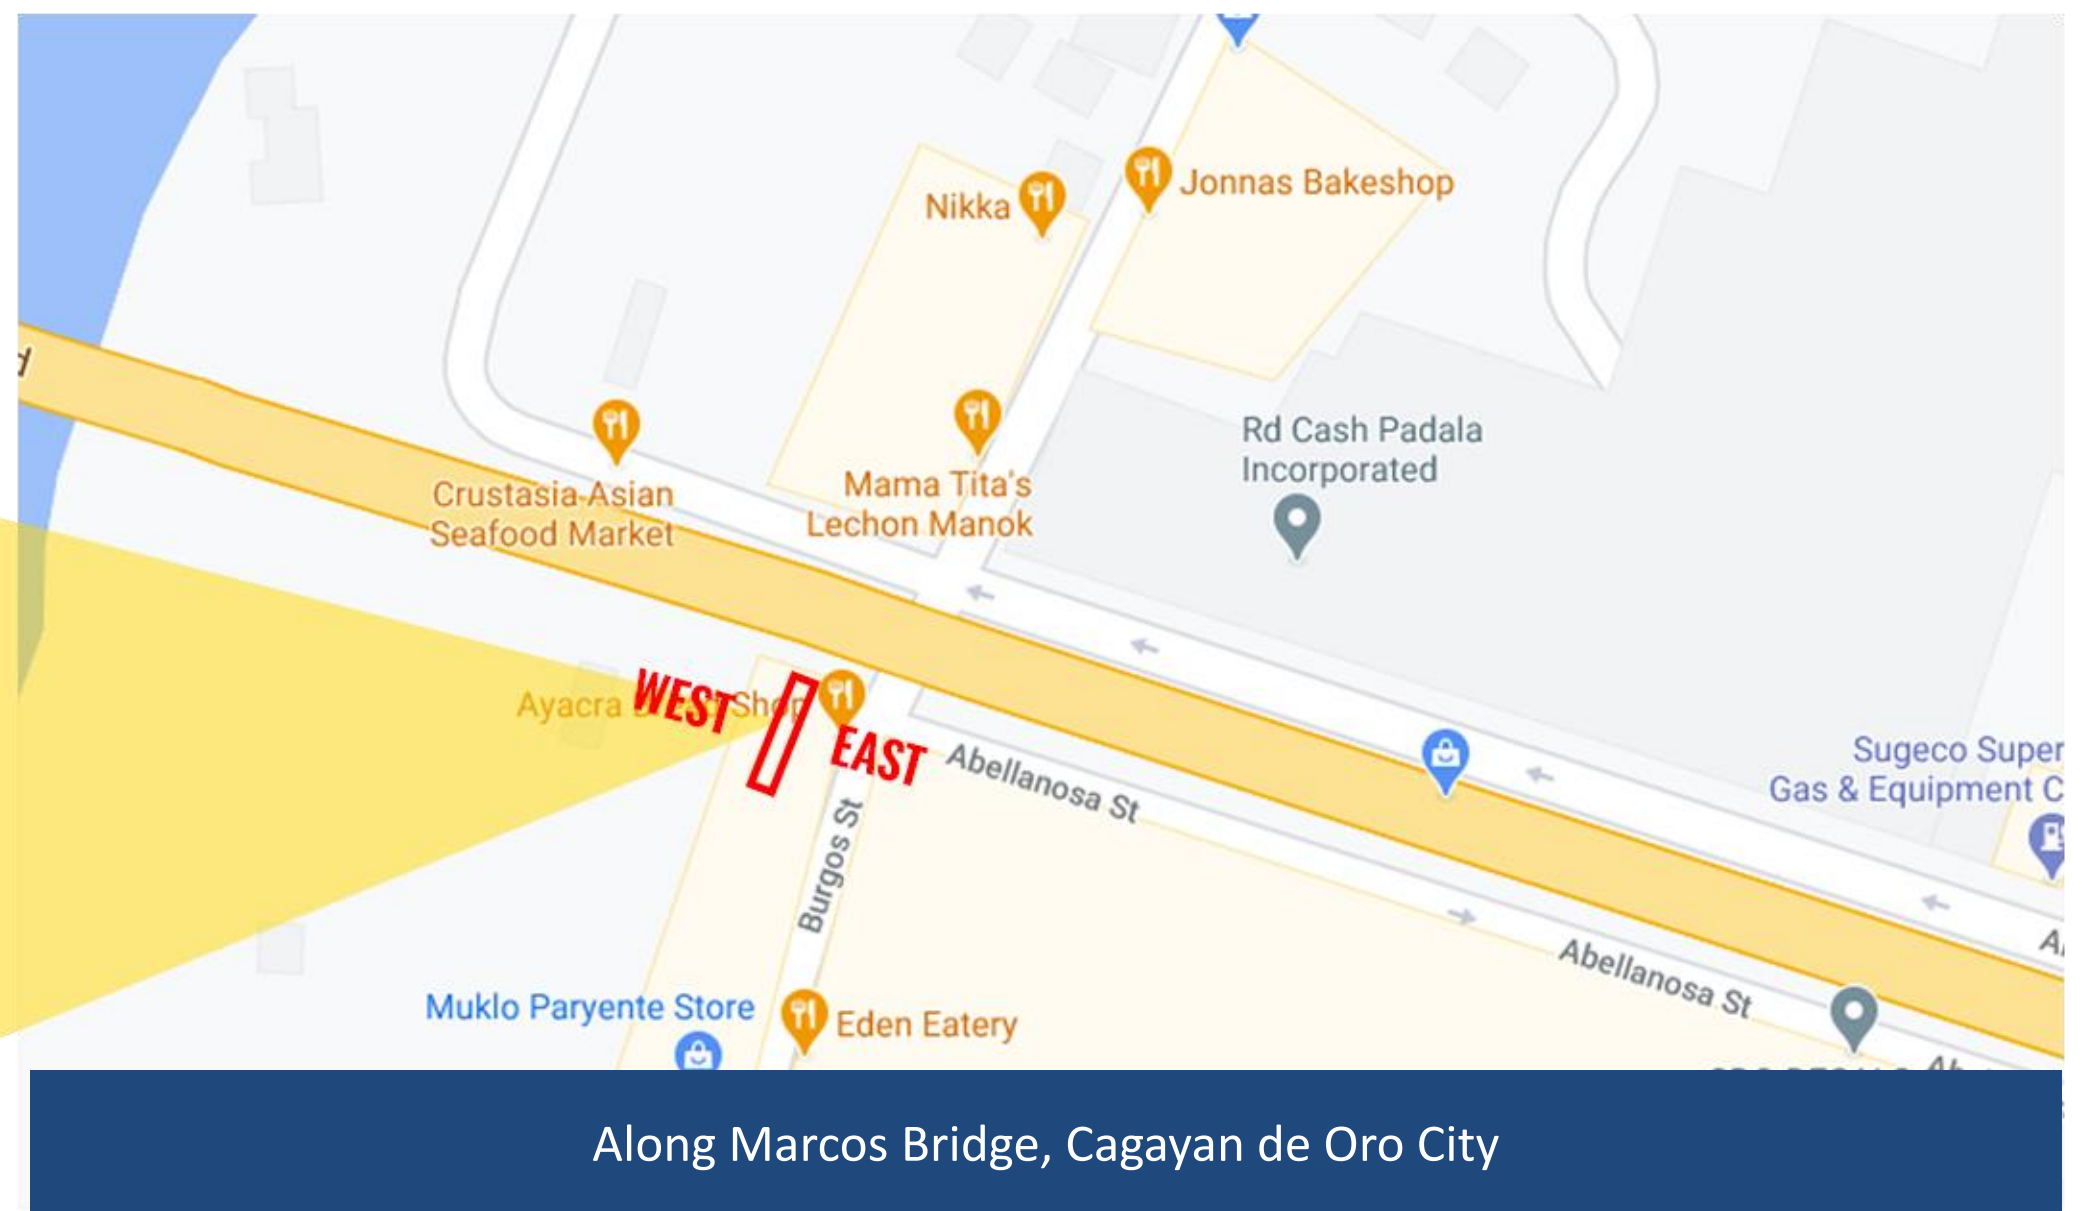 Jonnas Bakeshop
Nikka
d
Rd Cash Padala
Incorporated
Crustasia Asian
Seafood Market
Mama Tita's
Lechon Manok
WEST
Ayacra Shop
EAST
Abellanosa St
Sugeco Super
Gas & Equipment C
Burgos St
Abellanosa St
Muklo Paryente Store
Eden Eatery
Along Marcos Bridge, Cagayan de Oro City